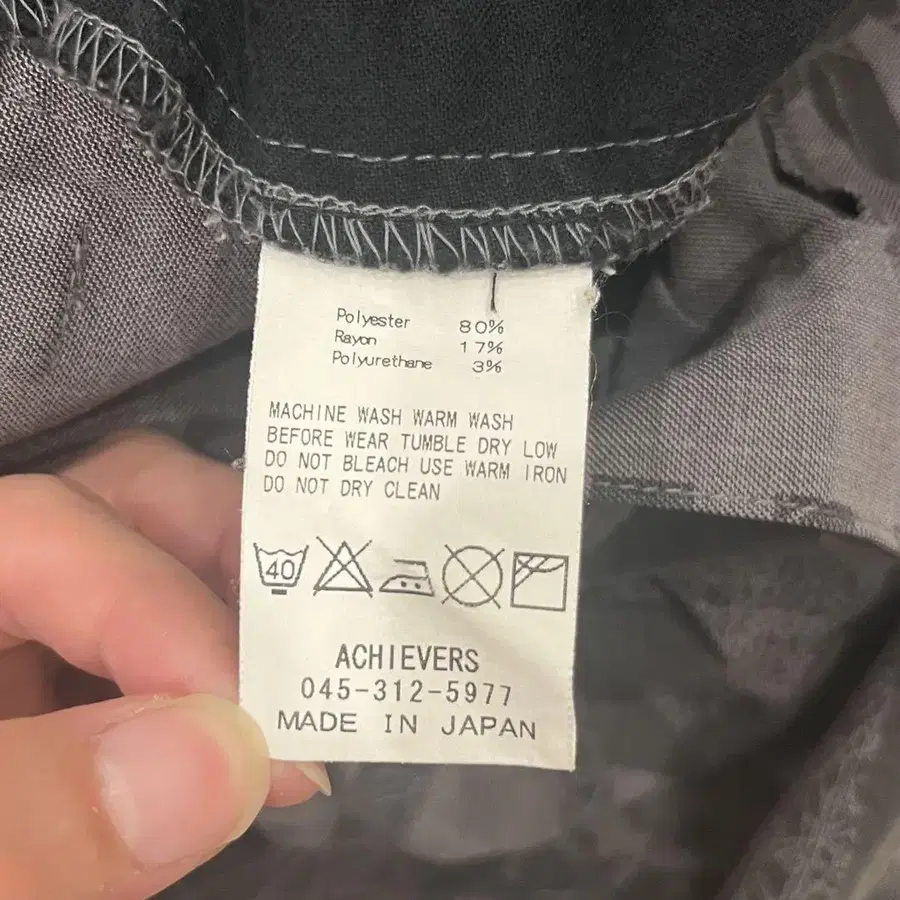 Polyester 80%
Rayon 17%
Polyurethane 3%
MACHINE WASH WARM WASH
BEFORE WEAR TUMBLE DRY LOW
DO NOT BLEACH USE WARM IRON
DO NOT DRY CLEAN
40
ACHIEVERS
045-312-5977
MADE IN JAPAN